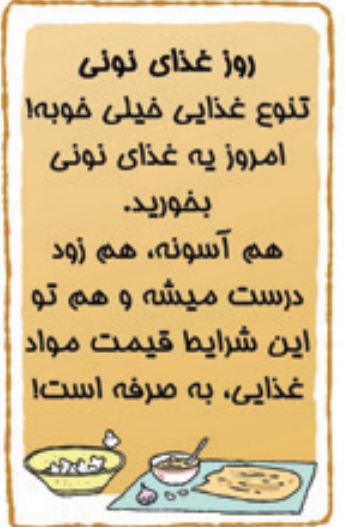 روز غذای نونی
تنوع غذایی خیلی خوبه!
امروز یه غذای نونی
بخورید.
هم آسونه، هم زود
درست میشه و هم تو
این شرایط قیمت مواد
غذایی، به صرفه است!